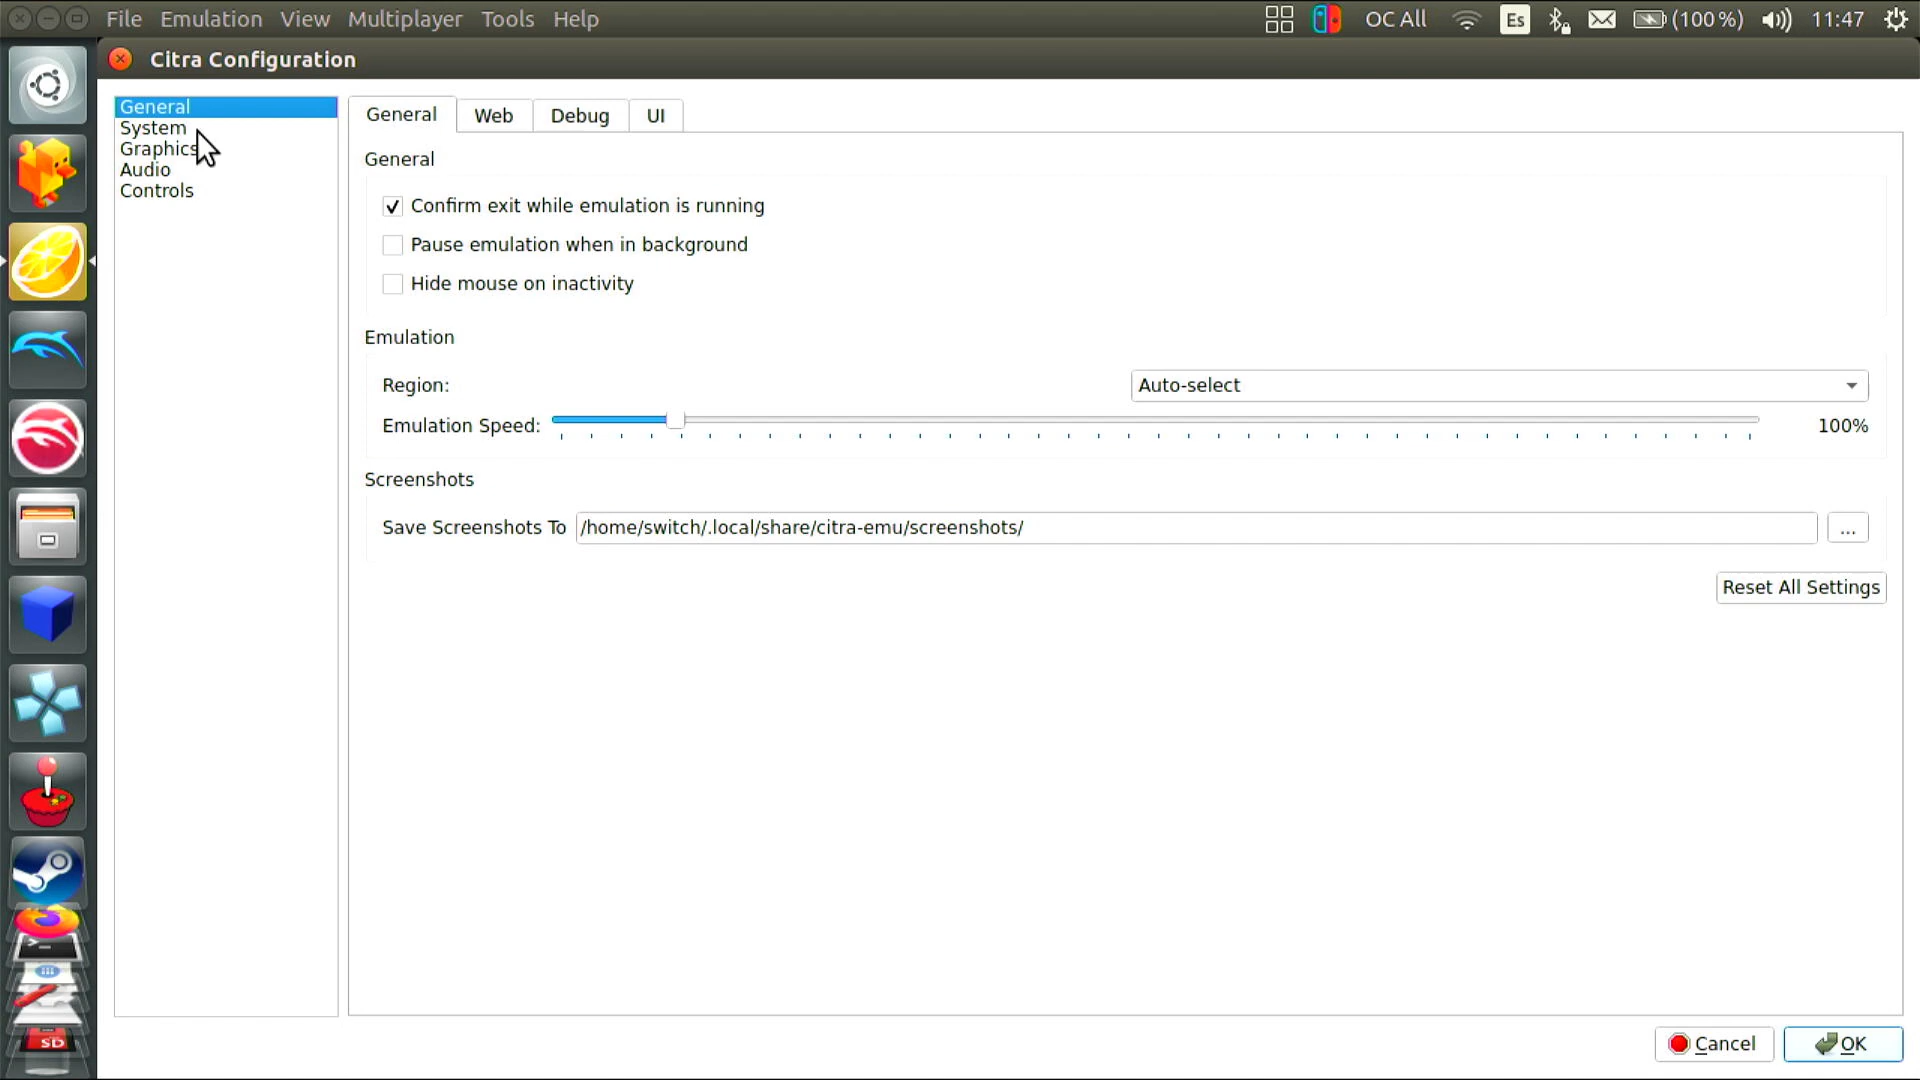 File Emulation View Multiplayer Tools Help OC All Es (100%) 11:47
Citra Configuration
General
System
Graphics
Audio
Controls
General Web Debug UI
General
Confirm exit while emulation is running
Pause emulation when in background
Hide mouse on inactivity
Emulation
Region: Auto-select
Emulation Speed: 100%
Screenshots
Save Screenshots To /home/switch/.local/share/citra-emu/screenshots/ ...
Reset All Settings
SD
Cancel OK